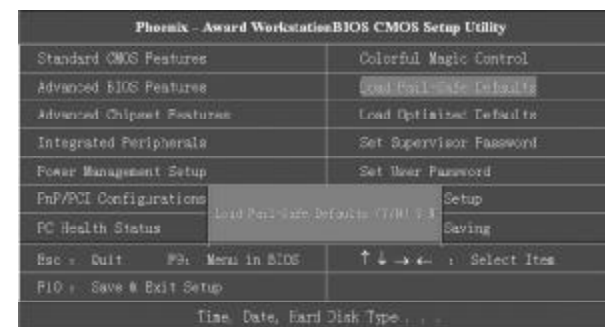 Phoenix – Award WorkstationBIOS CMOS Setup Utility
Standard CMOS Features
Advanced BIOS Features
Advanced Chipset Features
Integrated Peripherals
Power Management Setup
PnP/PCI Configurations
PC Health Status
Colorful Magic Control
Load Fail-Safe Defaults
Load Optimized Defaults
Set Supervisor Password
Set User Password
Setup
Saving
Load Fail-Safe Defaults (Y/N) ? N
Esc : Quit F9: Menu in BIOS
↑ ↓ → ← : Select Item
F10 : Save & Exit Setup
Time, Date, Hard Disk Type . . .